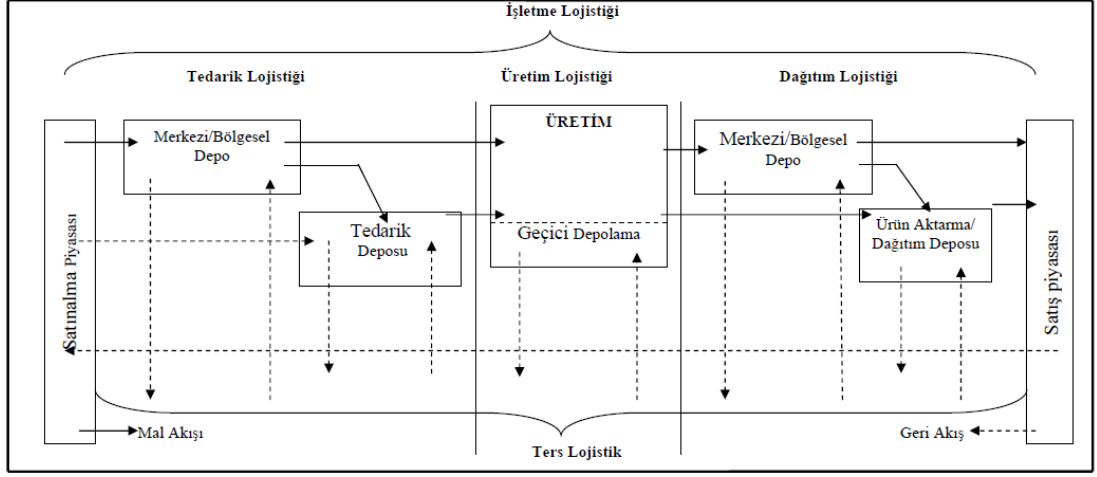 İşletme Lojistiği
Tedarik Lojistiği
Üretim Lojistiği
Dağıtım Lojistiği
Satınalma Piyasası
Merkezi/Bölgesel
Depo
Tedarik
Deposu
ÜRETİM
Geçici Depolama
Merkezi/Bölgesel
Depo
Ürün Aktarma/
Dağıtım Deposu
Satış piyasası
Mal Akışı
Geri Akış
Ters Lojistik